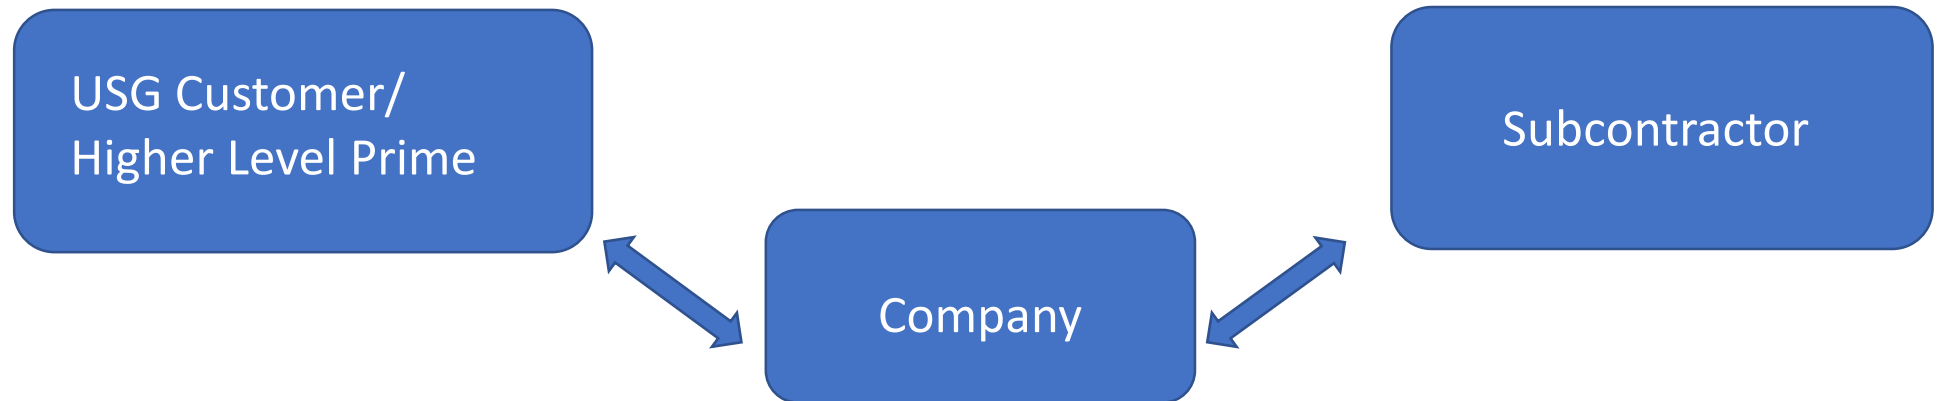 USG Customer/
Higher Level Prime
Subcontractor
Company